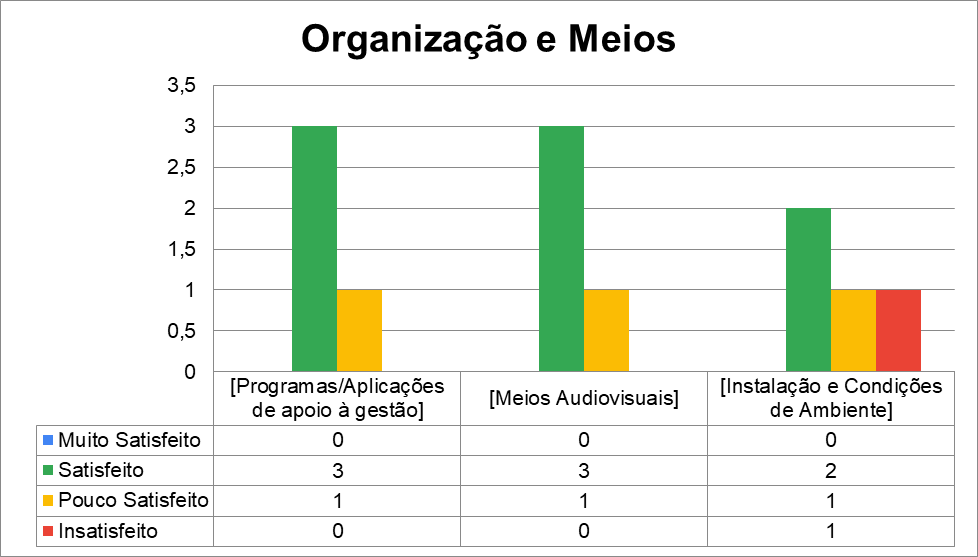 Organização e Meios
3,5
3
2,5
2
1,5
1
0,5
0
[Programas/Aplicações
de apoio à gestão]
[Meios Audiovisuais]
[Instalação e Condições
de Ambiente]
Muito Satisfeito 0 0 0
Satisfeito 3 3 2
Pouco Satisfeito 1 1 1
Insatisfeito 0 0 1